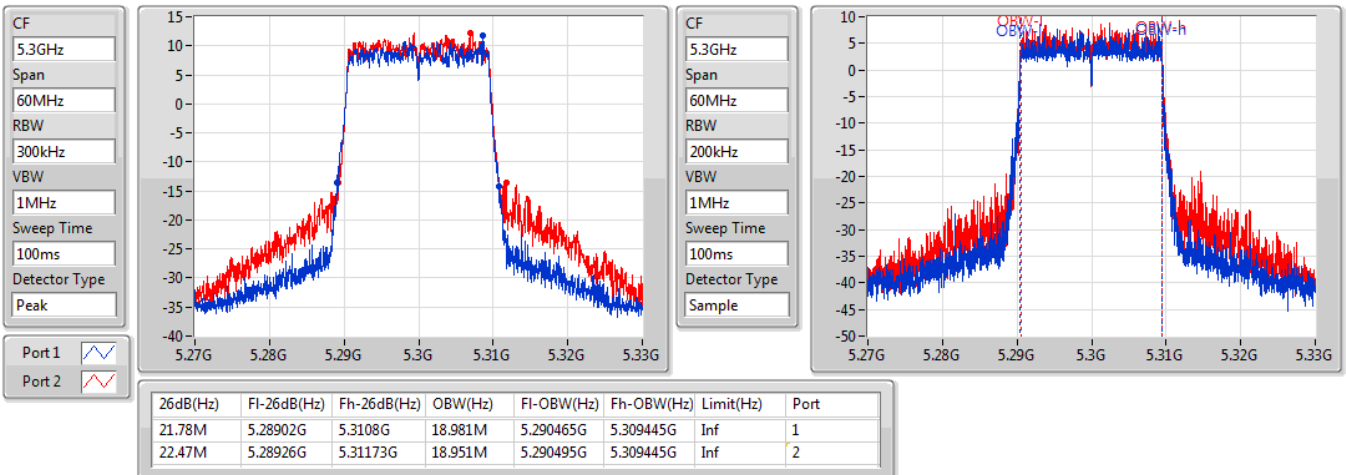 CF
5.3GHz
Span
60MHz
RBW
300kHz
VBW
1MHz
Sweep Time
100ms
Detector Type
Peak
Port 1
Port 2
15
10
5
0
-5
-10
-15
-20
-25
-30
-35
-40
5.27G 5.28G 5.29G 5.3G 5.31G 5.32G 5.33G
CF
5.3GHz
Span
60MHz
RBW
200kHz
VBW
1MHz
Sweep Time
100ms
Detector Type
Sample
10
5
0
-5
-10
-15
-20
-25
-30
-35
-40
-45
-50
OBW-l OBW-h
OBW-l OBW-h
5.27G 5.28G 5.29G 5.3G 5.31G 5.32G 5.33G
26dB(Hz) Fl-26dB(Hz) Fh-26dB(Hz) OBW(Hz) Fl-OBW(Hz) Fh-OBW(Hz) Limit(Hz) Port
21.78M 5.28902G 5.3108G 18.981M 5.290465G 5.309445G Inf 1
22.47M 5.28926G 5.31173G 18.951M 5.290495G 5.309445G Inf 2